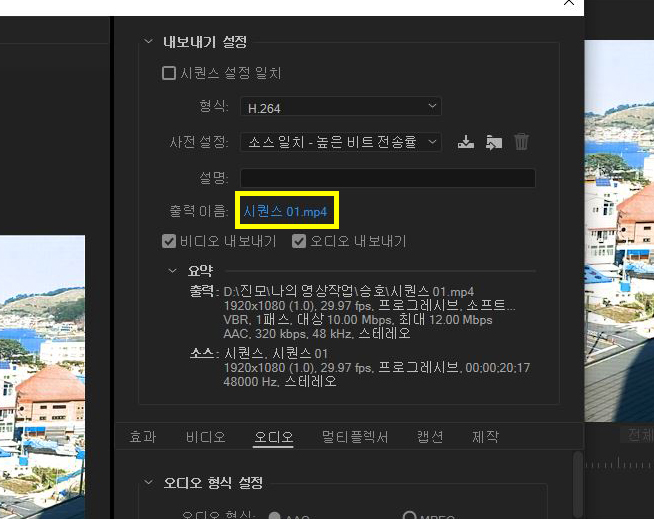 내보내기 설정
시퀀스 설정 일치
형식: H.264
사전 설정: 소스 일치 - 높은 비트 전송률
설명:
출력 이름: 시퀀스 01.mp4
비디오 내보내기 오디오 내보내기
요약
출력: D:\진모\나의 영상작업\승호\시퀀스 01.mp4
1920x1080 (1.0), 29.97 fps, 프로그레시브, 소프트...
VBR, 1패스, 대상 10.00 Mbps, 최대 12.00 Mbps
AAC, 320 kbps, 48 kHz, 스테레오
소스: 시퀀스, 시퀀스 01
1920x1080 (1.0), 29.97 fps, 프로그레시브, 00;00;20;17
48000 Hz, 스테레오
효과 비디오 오디오 멀티플렉서 캡션 제작
전체
오디오 형식 설정
오디오 형식: AAC MPEG